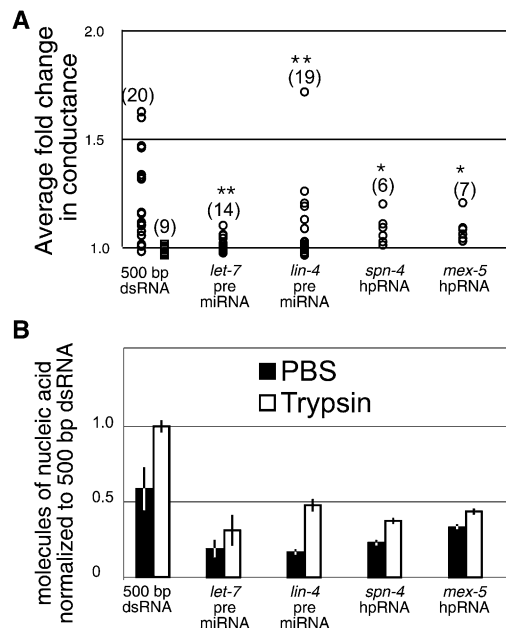 A
Average fold change
in conductance
2.0
1.5
1.0
(20)
(9)
**
(14)
**
(19)
*
(6)
*
(7)
500 bp
dsRNA
let-7
pre
miRNA
lin-4
pre
miRNA
spn-4
hpRNA
mex-5
hpRNA
B
molecules of nucleic acid
normalized to 500 bp dsRNA
PBS
Trypsin
1.0
0.5
0
500 bp
dsRNA
let-7
pre
miRNA
lin-4
pre
miRNA
spn-4
hpRNA
mex-5
hpRNA